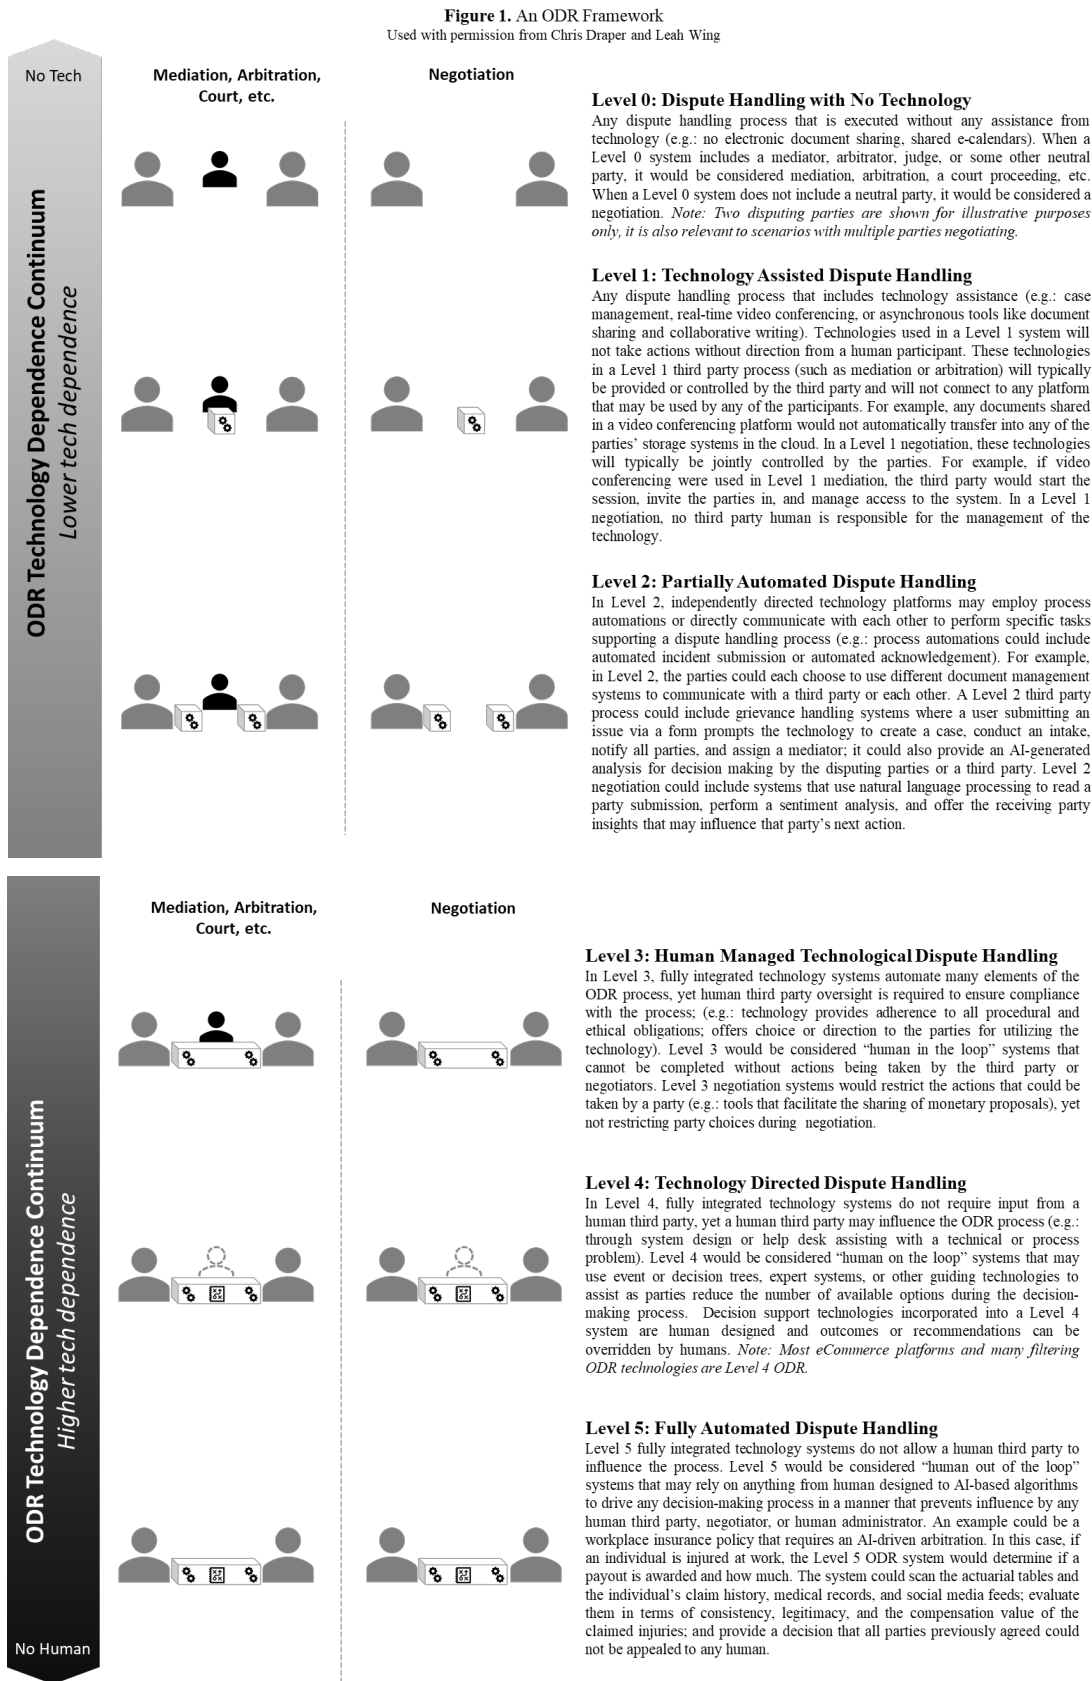 Figure 1. An ODR Framework
Used with permission from Chris Draper and Leah Wing
No Tech
ODR Technology Dependence Continuum
Lower tech dependence
Mediation, Arbitration,
Court, etc.
Negotiation
Level 0: Dispute Handling with No Technology
Any dispute handling process that is executed without any assistance from
technology (e.g.: no electronic document sharing, shared e-calendars). When a
Level 0 system includes a mediator, arbitrator, judge, or some other neutral
party, it would be considered mediation, arbitration, a court proceeding, etc.
When a Level 0 system does not include a neutral party, it would be considered a
negotiation. Note: Two disputing parties are shown for illustrative purposes
only, it is also relevant to scenarios with multiple parties negotiating.
Level 1: Technology Assisted Dispute Handling
Any dispute handling process that includes technology assistance (e.g.: case
management, real-time video conferencing, or asynchronous tools like document
sharing and collaborative writing). Technologies used in a Level 1 system will
not take actions without direction from a human participant. These technologies
in a Level 1 third party process (such as mediation or arbitration) will typically
be provided or controlled by the third party and will not connect to any platform
that may be used by any of the participants. For example, any documents shared
in a video conferencing platform would not automatically transfer into any of the
parties' storage systems in the cloud. In a Level 1 negotiation, these technologies
will typically be jointly controlled by the parties. For example, if video
conferencing were used in Level 1 mediation, the third party would start the
session, invite the parties in, and manage access to the system. In a Level 1
negotiation, no third party human is responsible for the management of the
technology.
Level 2: Partially Automated Dispute Handling
In Level 2, independently directed technology platforms may employ process
automations or directly communicate with each other to perform specific tasks
supporting a dispute handling process (e.g.: process automations could include
automated incident submission or automated acknowledgement). For example,
in Level 2, the parties could each choose to use different document management
systems to communicate with a third party or each other. A Level 2 third party
process could include grievance handling systems where a user submitting an
issue via a form prompts the technology to create a case, conduct an intake,
notify all parties, and assign a mediator; it could also provide an AI-generated
analysis for decision making by the disputing parties or a third party. Level 2
negotiation could include systems that use natural language processing to read a
party submission, perform a sentiment analysis, and offer the receiving party
insights that may influence that party's next action.
ODR Technology Dependence Continuum
Higher tech dependence
No Human
Mediation, Arbitration,
Court, etc.
Negotiation
Level 3: Human Managed Technological Dispute Handling
In Level 3, fully integrated technology systems automate many elements of the
ODR process, yet human third party oversight is required to ensure compliance
with the process; (e.g.: technology provides adherence to all procedural and
ethical obligations; offers choice or direction to the parties for utilizing the
technology). Level 3 would be considered “human in the loop” systems that
cannot be completed without actions being taken by the third party or
negotiators. Level 3 negotiation systems would restrict the actions that could be
taken by a party (e.g.: tools that facilitate the sharing of monetary proposals), yet
not restricting party choices during negotiation.
Level 4: Technology Directed Dispute Handling
In Level 4, fully integrated technology systems do not require input from a
human third party, yet a human third party may influence the ODR process (e.g.:
through system design or help desk assisting with a technical or process
problem). Level 4 would be considered “human on the loop” systems that may
use event or decision trees, expert systems, or other guiding technologies to
assist as parties reduce the number of available options during the decision-
making process. Decision support technologies incorporated into a Level 4
system are human designed and outcomes or recommendations can be
overridden by humans. Note: Most eCommerce platforms and many filtering
ODR technologies are Level 4 ODR.
Level 5: Fully Automated Dispute Handling
Level 5 fully integrated technology systems do not allow a human third party to
influence the process. Level 5 would be considered “human out of the loop”
systems that may rely on anything from human designed to AI-based algorithms
to drive any decision-making process in a manner that prevents influence by any
human third party, negotiator, or human administrator. An example could be a
workplace insurance policy that requires an AI-driven arbitration. In this case, if
an individual is injured at work, the Level 5 ODR system would determine if a
payout is awarded and how much. The system could scan the actuarial tables and
the individual's claim history, medical records, and social media feeds; evaluate
them in terms of consistency, legitimacy, and the compensation value of the
claimed injuries; and provide a decision that all parties previously agreed could
not be appealed to any human.